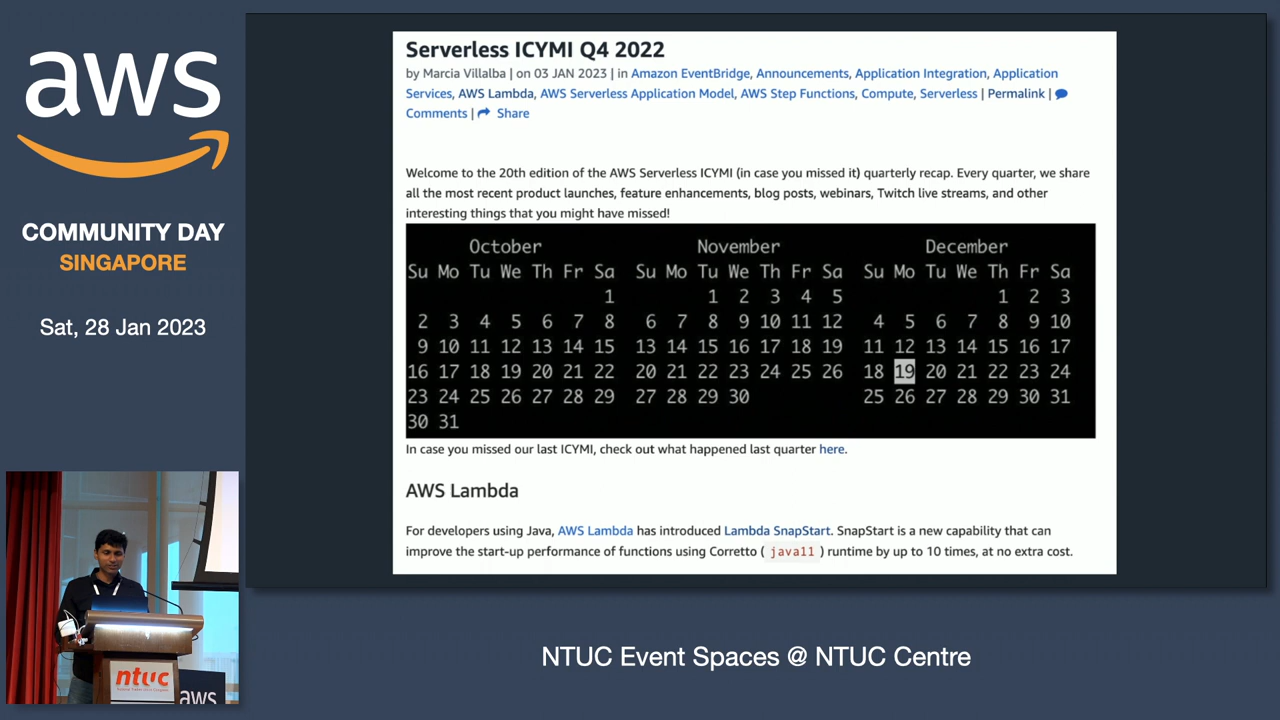 aws
COMMUNITY DAY
SINGAPORE
Sat, 28 Jan 2023
Serverless ICYMI Q4 2022
by Marcia Villalba | on 03 JAN 2023 | in Amazon EventBridge, Announcements, Application Integration, Application
Services, AWS Lambda, AWS Serverless Application Model, AWS Step Functions, Compute, Serverless | Permalink |
Comments | Share
Welcome to the 20th edition of the AWS Serverless ICYMI (in case you missed it) quarterly recap. Every quarter, we share
all the most recent product launches, feature enhancements, blog posts, webinars, Twitch live streams, and other
interesting things that you might have missed!
October November December
Su Mo Tu We Th Fr Sa Su Mo Tu We Th Fr Sa Su Mo Tu We Th Fr Sa
1 1 2 3 4 5 1 2 3
2 3 4 5 6 7 8 6 7 8 9 10 11 12 4 5 6 7 8 9 10
9 10 11 12 13 14 15 13 14 15 16 17 18 19 11 12 13 14 15 16 17
16 17 18 19 20 21 22 20 21 22 23 24 25 26 18 19 20 21 22 23 24
23 24 25 26 27 28 29 27 28 29 30 25 26 27 28 29 30 31
30 31
In case you missed our last ICYMI, check out what happened last quarter here.
AWS Lambda
For developers using Java, AWS Lambda has introduced Lambda SnapStart. SnapStart is a new capability that can
improve the start-up performance of functions using Corretto ( java11 ) runtime by up to 10 times, at no extra cost.
ntuc
aws
NTUC Event Spaces @ NTUC Centre